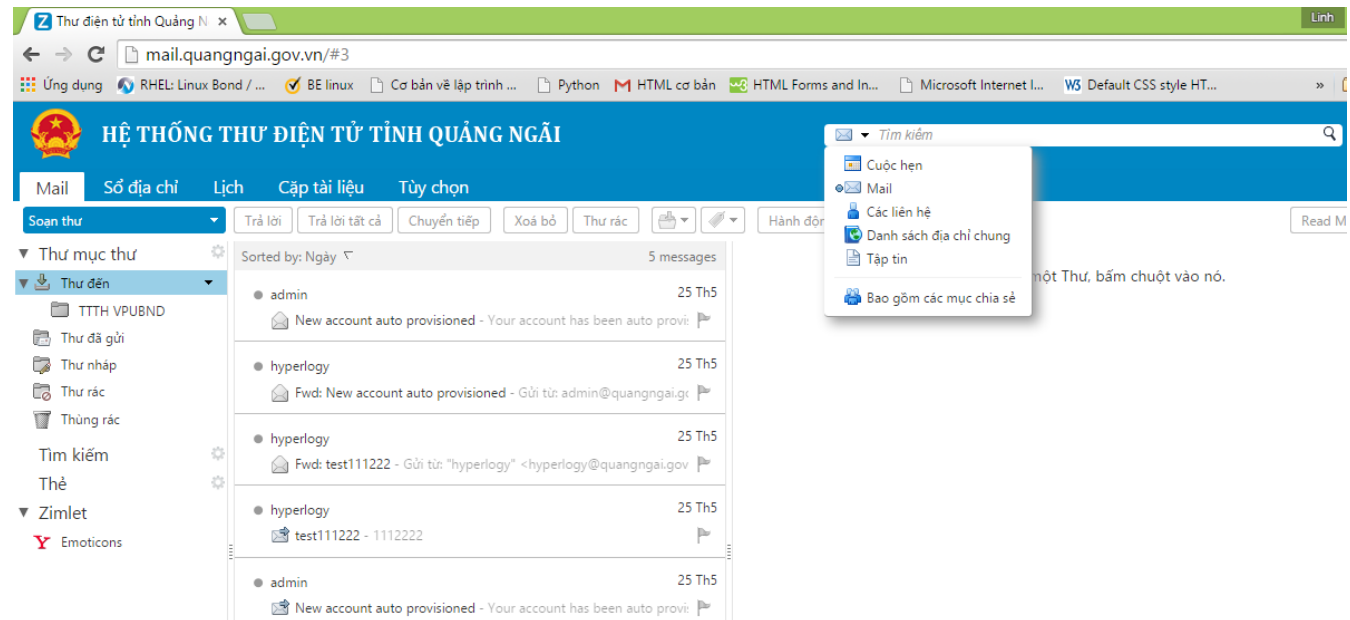 Thư điện tử tỉnh Quảng N
Linh
mail.quangngai.gov.vn/#3
Ứng dụng RHEL: Linux Bond / ... BE linux Cơ bản về lập trình ... Python HTML cơ bản HTML Forms and In... Microsoft Internet I... Default CSS style HT... »
HỆ THỐNG THƯ ĐIỆN TỬ TỈNH QUẢNG NGÃI
Tìm kiếm
Cuộc hẹn
Mail
Các liên hệ
Danh sách địa chỉ chung
Tập tin
Bao gồm các mục chia sẻ
Mail Sổ địa chỉ Lịch Cặp tài liệu Tùy chọn
Soạn thư
Trả lời Trả lời tất cả Chuyển tiếp Xoá bỏ Thư rác Hành độn Read M
Thư mục thư
Thư đến
TTTH VPUBND
Thư đã gửi
Thư nháp
Thư rác
Thùng rác
Tìm kiếm
Thẻ
Zimlet
Emoticons
Sorted by: Ngày 5 messages
admin 25 Th5
New account auto provisioned - Your account has been auto provi:
hyperlogy 25 Th5
Fwd: New account auto provisioned - Gửi từ: admin@quangngai.gc
hyperlogy 25 Th5
Fwd: test111222 - Gửi từ: "hyperlogy" <hyperlogy@quangngai.gov
hyperlogy 25 Th5
test111222 - 1112222
admin 25 Th5
New account auto provisioned - Your account has been auto provi:
một Thư, bấm chuột vào nó.